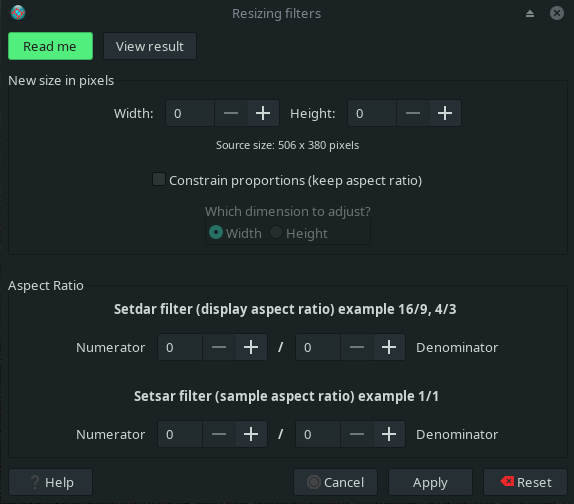 Resizing filters
Read me
View result
New size in pixels
Width: 0 Height: 0
Source size: 506 x 380 pixels
Constrain proportions (keep aspect ratio)
Which dimension to adjust?
Width Height
Aspect Ratio
Setdar filter (display aspect ratio) example 16/9, 4/3
Numerator 0 / 0 Denominator
Setsar filter (sample aspect ratio) example 1/1
Numerator 0 / 0 Denominator
? Help Cancel Apply Reset